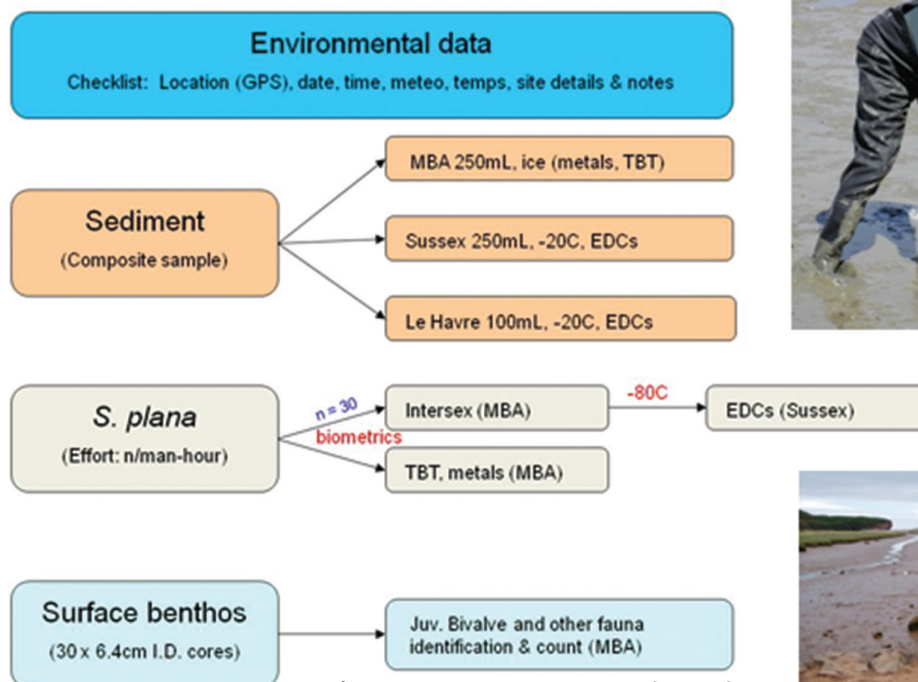 Environmental data
Checklist: Location (GPS), date, time, meteo, temps, site details & notes
Sediment
(Composite sample)
MBA 250mL, ice (metals, TBT)
Sussex 250mL, -20C, EDCs
Le Havre 100mL, -20C, EDCs
S. plana
(Effort: n/man-hour)
n = 30
biometrics
Intersex (MBA)
-80C
EDCs (Sussex)
TBT, metals (MBA)
Surface benthos
(30 x 6.4cm I.D. cores)
Juv. Bivalve and other fauna
identification & count (MBA)